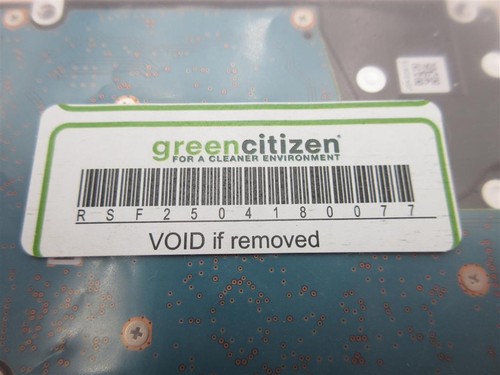 greencitizen®
FOR A CLEANER ENVIRONMENT
RSF2504180077
VOID if removed